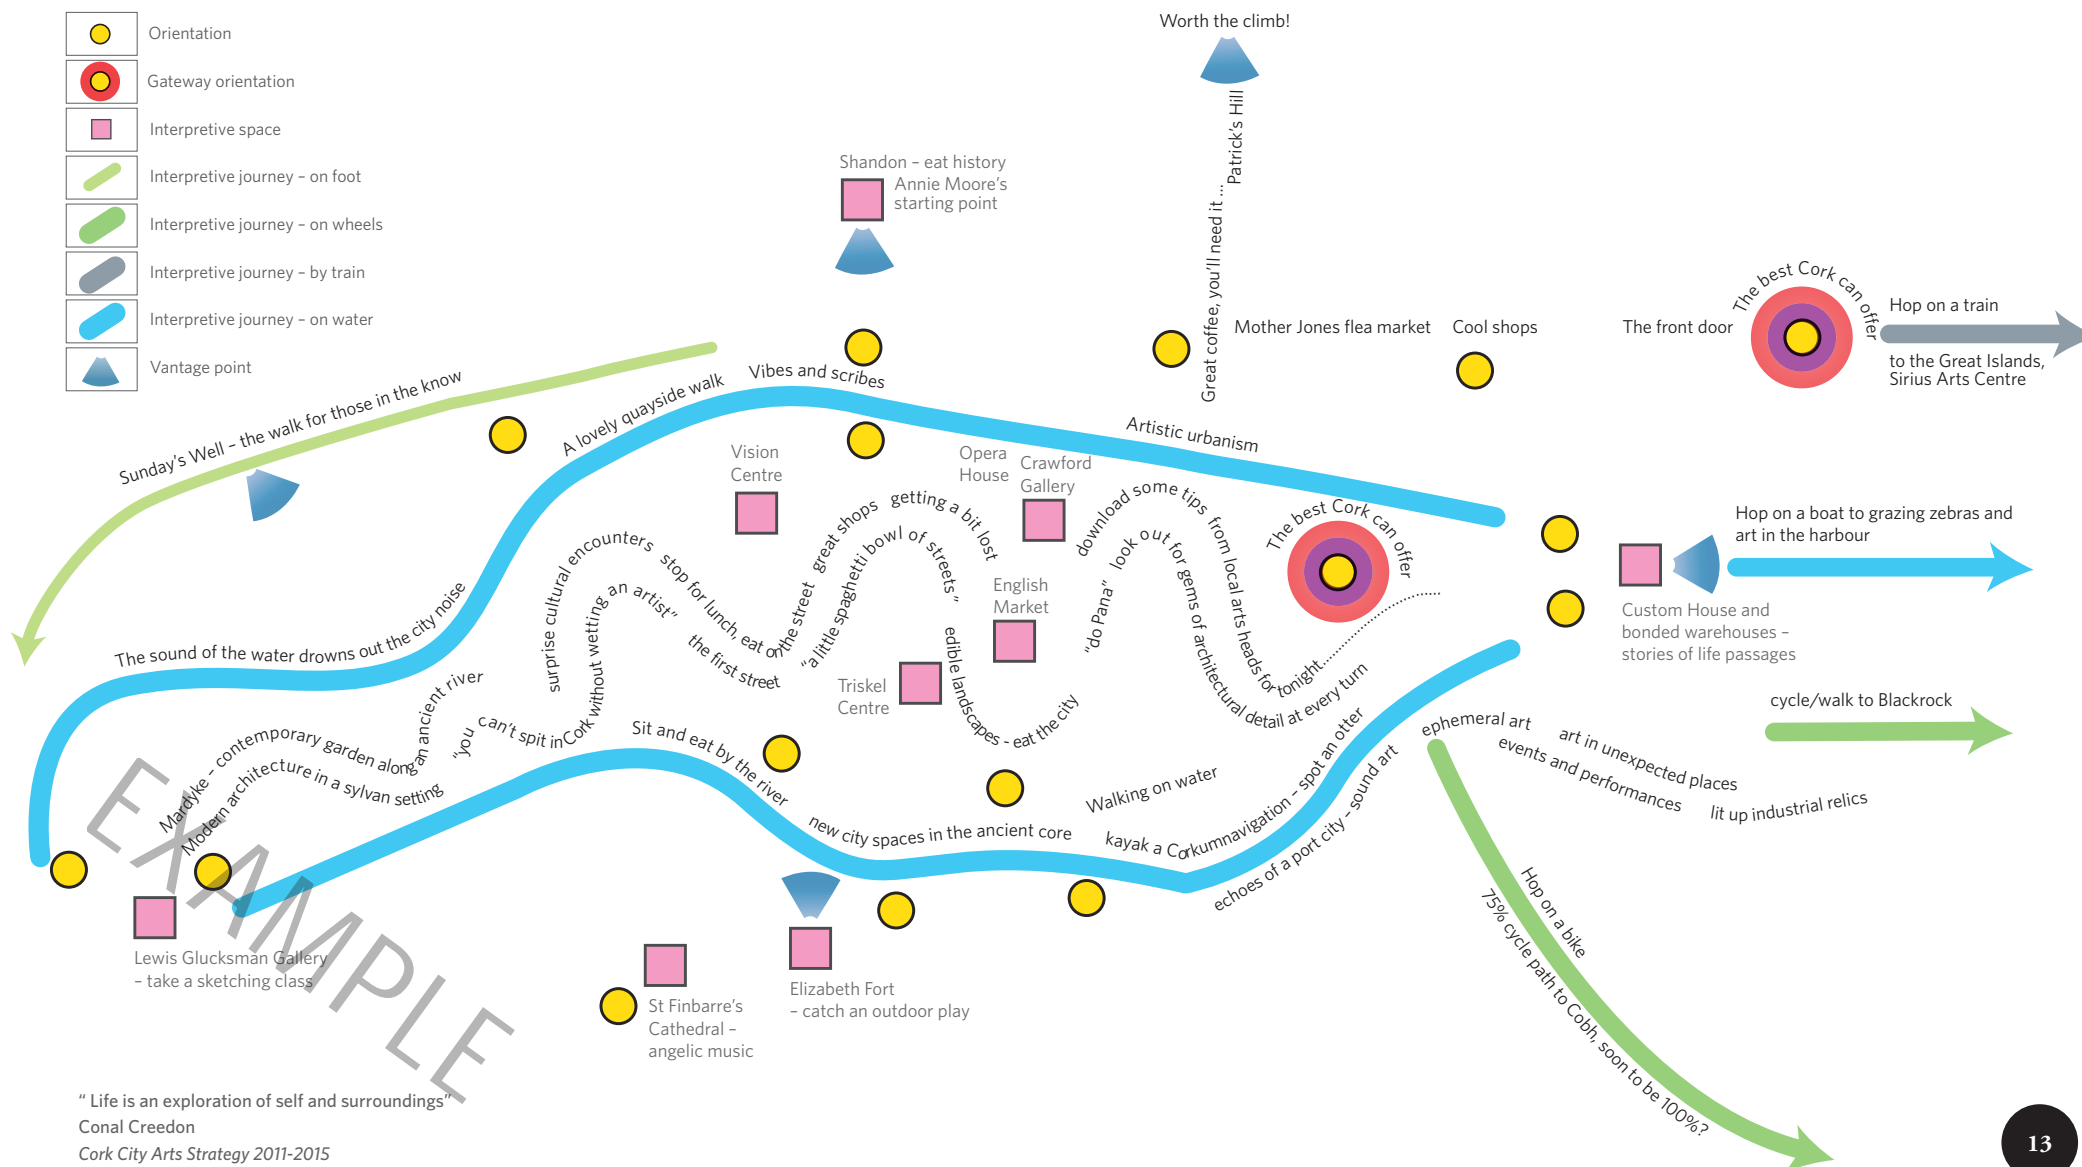 Orientation
Gateway orientation
Interpretive space
Interpretive journey – on foot
Interpretive journey – on wheels
Interpretive journey – by train
Interpretive journey – on water
Vantage point
Worth the climb!
Patrick's Hill
Great coffee, you'll need it ...
Shandon – eat history
Annie Moore's
starting point
Mother Jones flea market
Cool shops
The front door
The best Cork can offer
Hop on a train
to the Great Islands,
Sirius Arts Centre
Sunday's Well – the walk for those in the know
A lovely quayside walk
Vibes and scribes
Artistic urbanism
Vision
Centre
Opera
House
Crawford
Gallery
The best Cork can offer
Hop on a boat to grazing zebras and
art in the harbour
Custom House and
bonded warehouses –
stories of life passages
The sound of the water drowns out the city noise
surprise cultural encounters
stop for lunch, eat on the street
great shops
getting a bit lost
"a little spaghetti bowl of streets"
download some tips from local arts heads for tonight
"do Pana"
look out for gems of architectural detail at every turn
English
Market
Triskel
Centre
edible landscapes – eat the city
Mardyke – contemporary garden along an ancient river
Modern architecture in a sylvan setting
"you can't spit in Cork without wetting an artist"
the first street
Sit and eat by the river
new city spaces in the ancient core
Walking on water
kayak a Corkumnavigation – spot an otter
echoes of a port city – sound art
cycle/walk to Blackrock
ephemeral art
art in unexpected places
events and performances
lit up industrial relics
Hop on a bike
75% cycle path to Cobh, soon to be 100%?
Lewis Glucksman Gallery
– take a sketching class
St Finbarre's
Cathedral –
angelic music
Elizabeth Fort
– catch an outdoor play
EXAMPLE
“ Life is an exploration of self and surroundings”
Conal Creedon
Cork City Arts Strategy 2011-2015
13